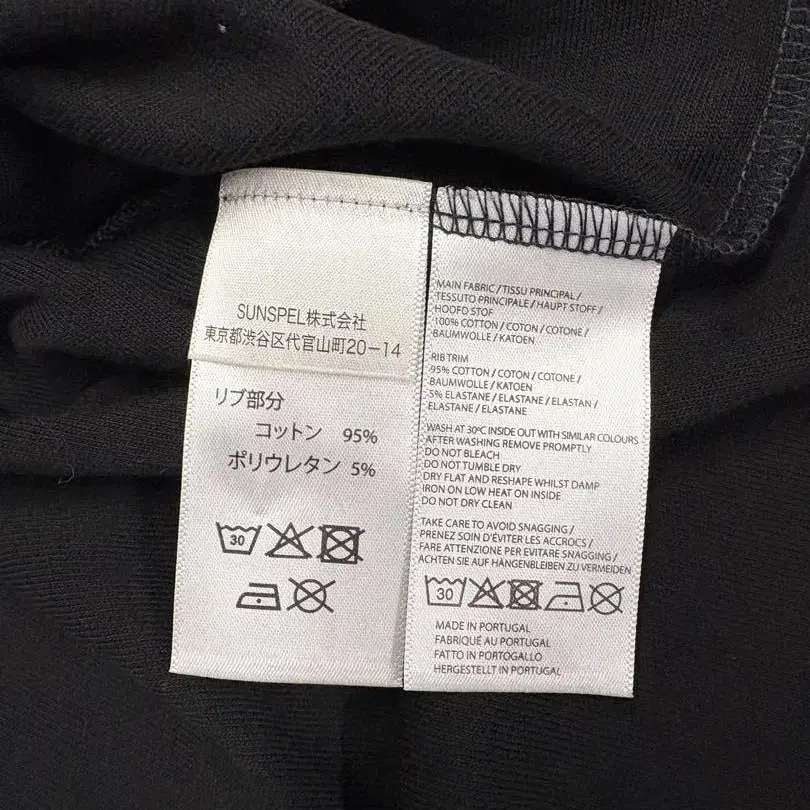 SUNSPEL株式会社
東京都渋谷区代官山町20-14
リブ部分
コットン 95%
ポリウレタン 5%
30
MAIN FABRIC / TISSU PRINCIPAL /
TESSUTO PRINCIPALE / HAUPT STOFF /
HOOFD STOF
100% COTTON / COTON / COTONE /
BAUMWOLLE / KATOEN
RIB TRIM
95% COTTON / COTON / COTONE /
BAUMWOLLE / KATOEN
5% ELASTANE / ELASTANE / ELASTAN /
ELASTANE / ELASTANE
WASH AT 30ºC INSIDE OUT WITH SIMILAR COLOURS
AFTER WASHING REMOVE PROMPTLY
DO NOT BLEACH
DO NOT TUMBLE DRY
DRY FLAT AND RESHAPE WHILST DAMP
IRON ON LOW HEAT ON INSIDE
DO NOT DRY CLEAN
TAKE CARE TO AVOID SNAGGING /
PRENEZ SOIN D'ÉVITER LES ACCROCS /
FARE ATTENZIONE PER EVITARE SNAGGING /
ACHTEN SIE AUF HÄNGENBLEIBEN ZU VERMEIDEN
30
MADE IN PORTUGAL
FABRIQUÉ AU PORTUGAL
FATTO IN PORTOGALLO
HERGESTELLT IN PORTUGAL